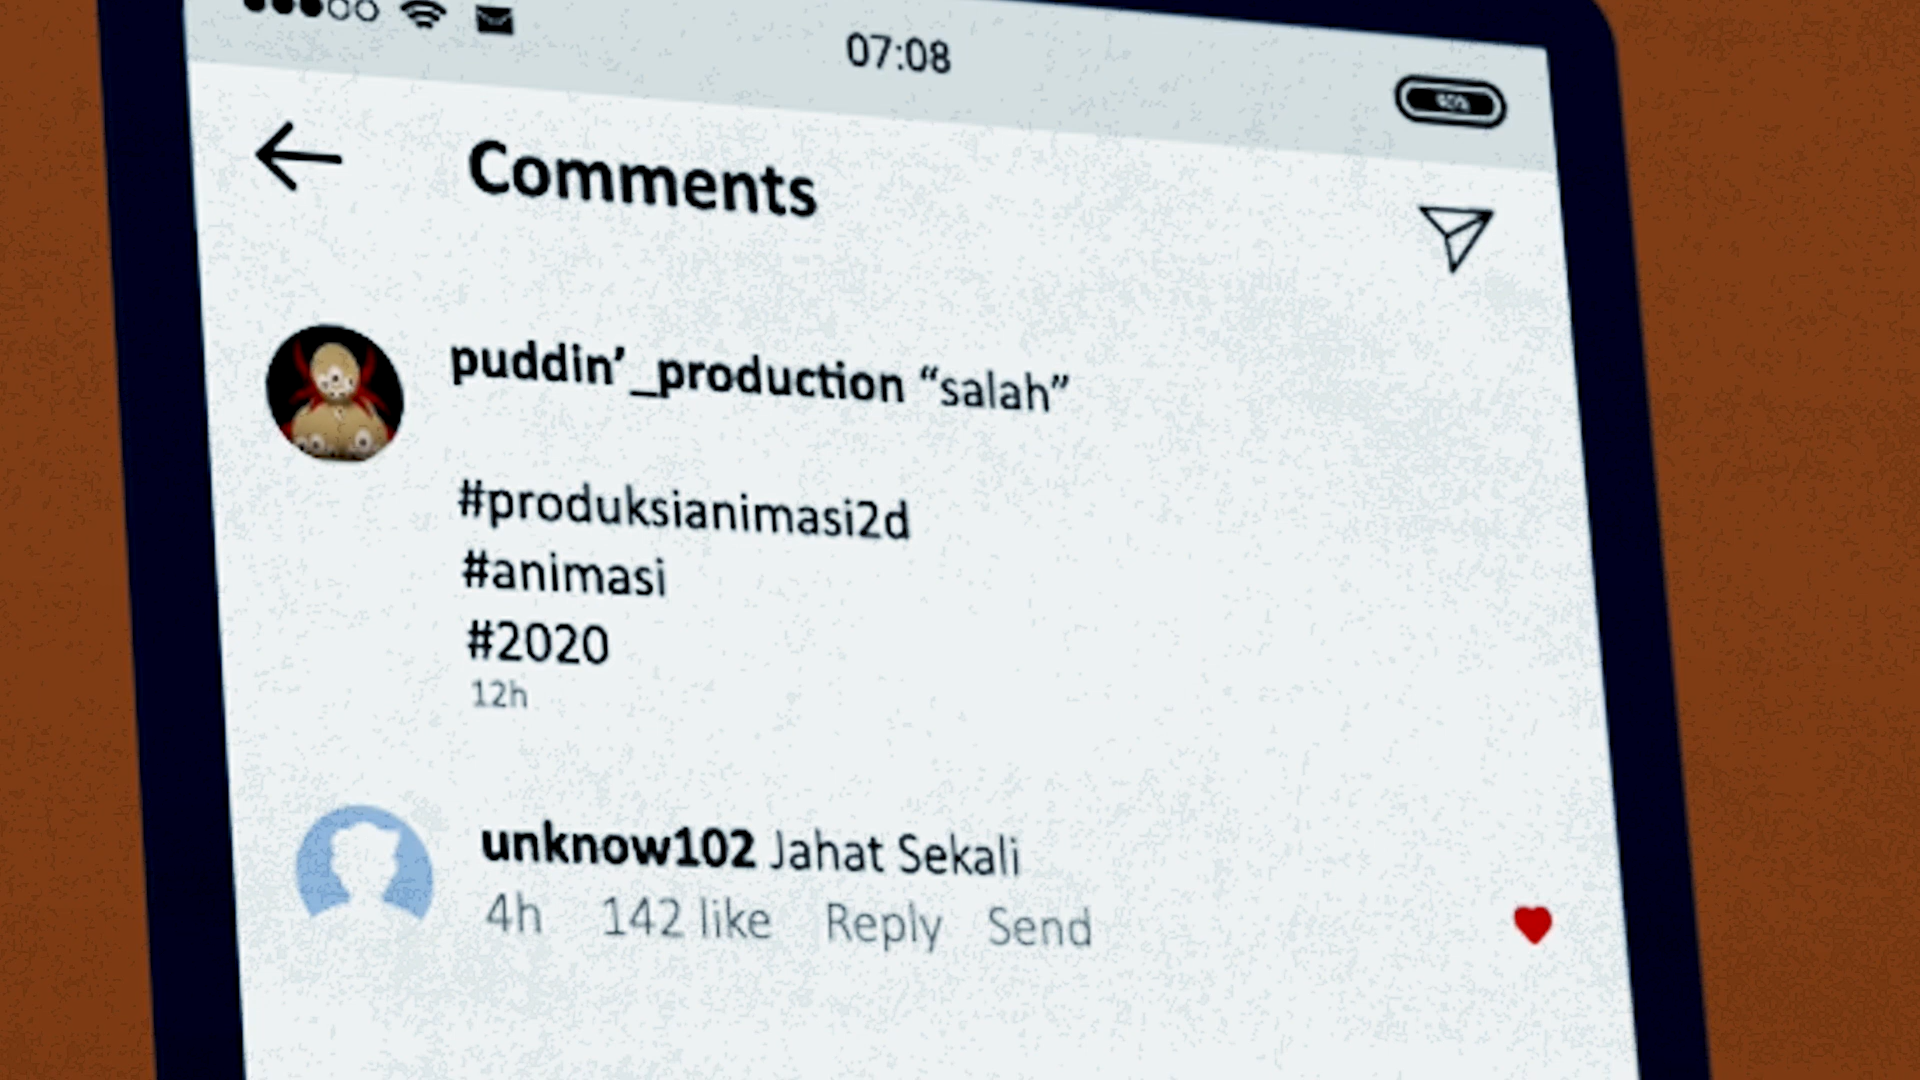 07:08
Comments
puddin’_production “salah”
#produksianimasi2d
#animasi
#2020
12h
unknow102 Jahat Sekali
4h 142 like Reply Send